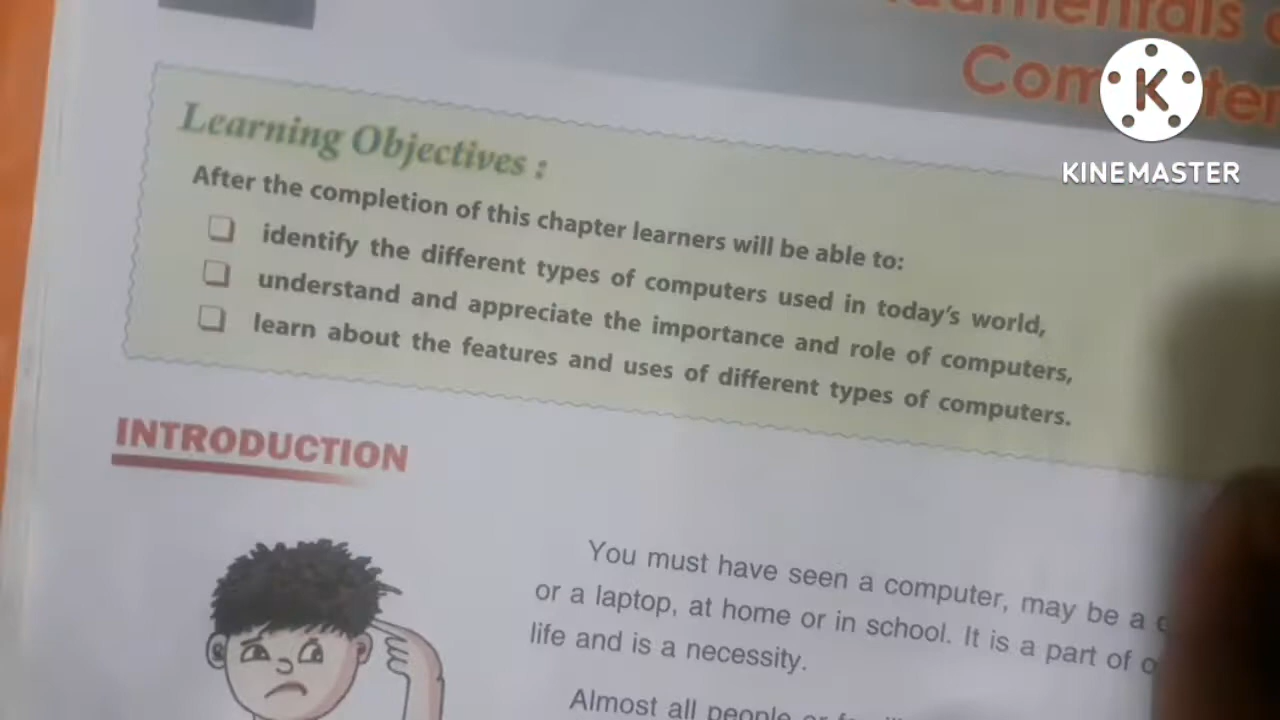 Learning Objectives :
After the completion of this chapter learners will be able to:
❑ identify the different types of computers used in today's world,
❑ understand and appreciate the importance and role of computers,
❑ learn about the features and uses of different types of computers.
INTRODUCTION
You must have seen a computer, may be a
or a laptop, at home or in school. It is a part of
life and is a necessity.
Almost all people or
K
KINEMASTER